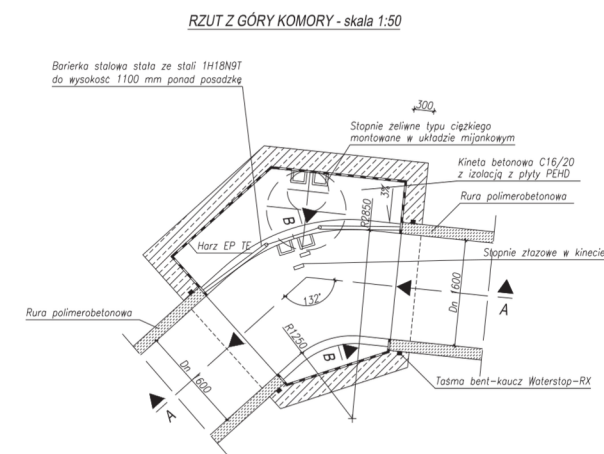 RZUT Z GÓRY KOMORY - skala 1:50
Barierka stalowa stała ze stali 1H18N9T
do wysokość 1100 mm ponad posadzkę
300
Stopnie żeliwne typu ciężkiego
montowane w układzie mijankowym
Kineta betonowa C16/20
z izolacją z płyty PEHD
Rura polimerobetonowa
3%
R2850
B
Harz EP TE
Stopnie złazowe w kinecie
132°
Dn 1600
A
Rura polimerobetonowa
R1250
B
Dn 1600
A
Taśma bent-kaucz Waterstop-RX